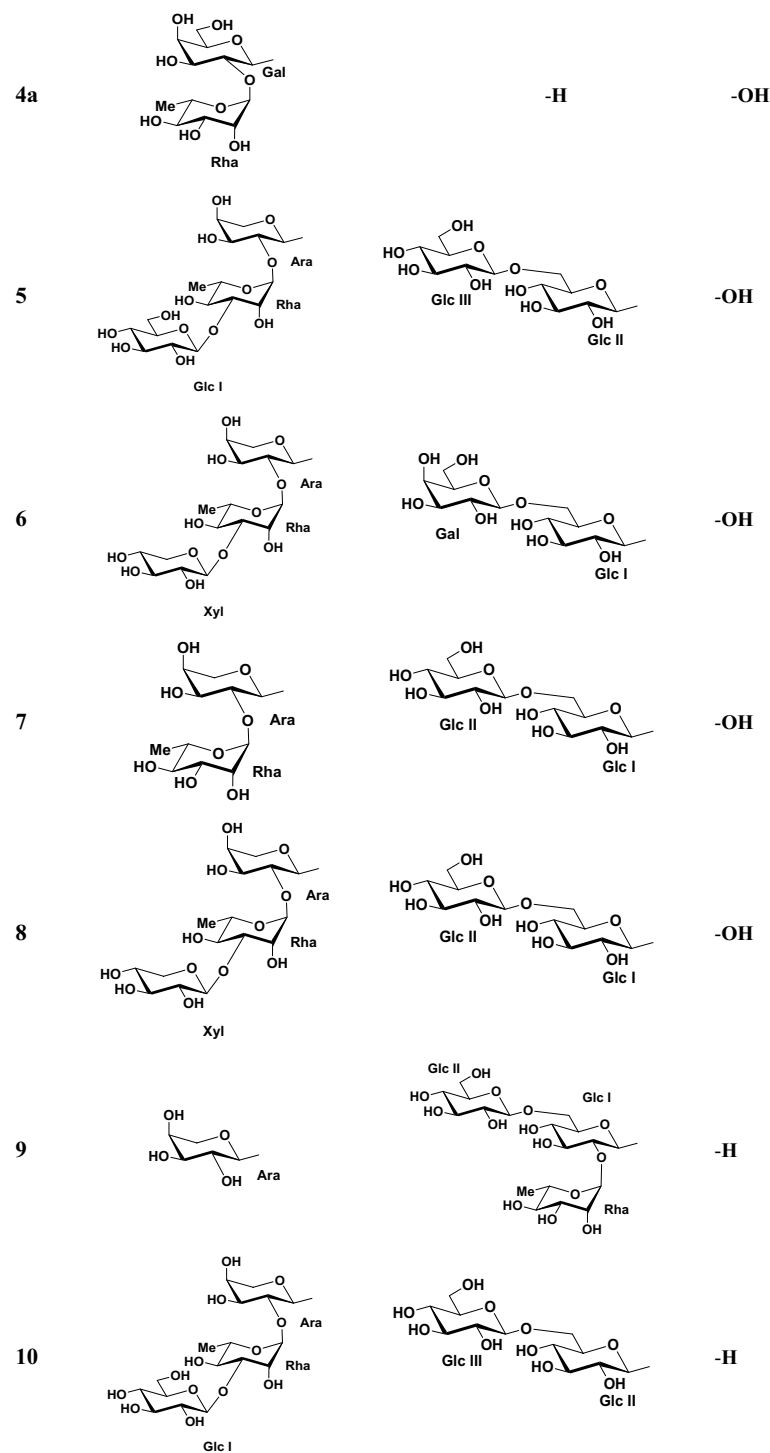 OH OH
O
HO
Gal
O
4a -H -OH
Me O
HO
HO
OH
Rha
OH
O
HO OH
O Ara HO O
HO O
5 Me O HO OH HO O -OH
HO Rha Glc III HO
OH O OH OH
HO O Glc II
HO O
OH
Glc I
OH
O
HO OH OH
O Ara O
6 Me O HO O -OH
HO Rha OH HO O
O OH Gal HO
HO O OH
HO O Glc I
OH
Xyl
OH
O OH
HO HO O
O Ara HO O
7 OH HO O -OH
Me O Glc II HO
HO Rha OH
HO Glc I
OH
OH
O
HO OH
O Ara HO O
8 Me O HO O -OH
HO Rha OH HO O
O OH Glc II HO
HO O OH
HO O Glc I
OH
Xyl
Glc II OH
HO O Glc I
HO O
OH OH HO O
9 O HO -H
HO O
OH Ara Me O
HO Rha
HO
OH
OH
O
HO OH
O Ara HO O
10 Me O HO O -H
HO Rha OH HO O
OH O OH Glc III HO
HO O OH
HO O Glc II
OH
Glc I